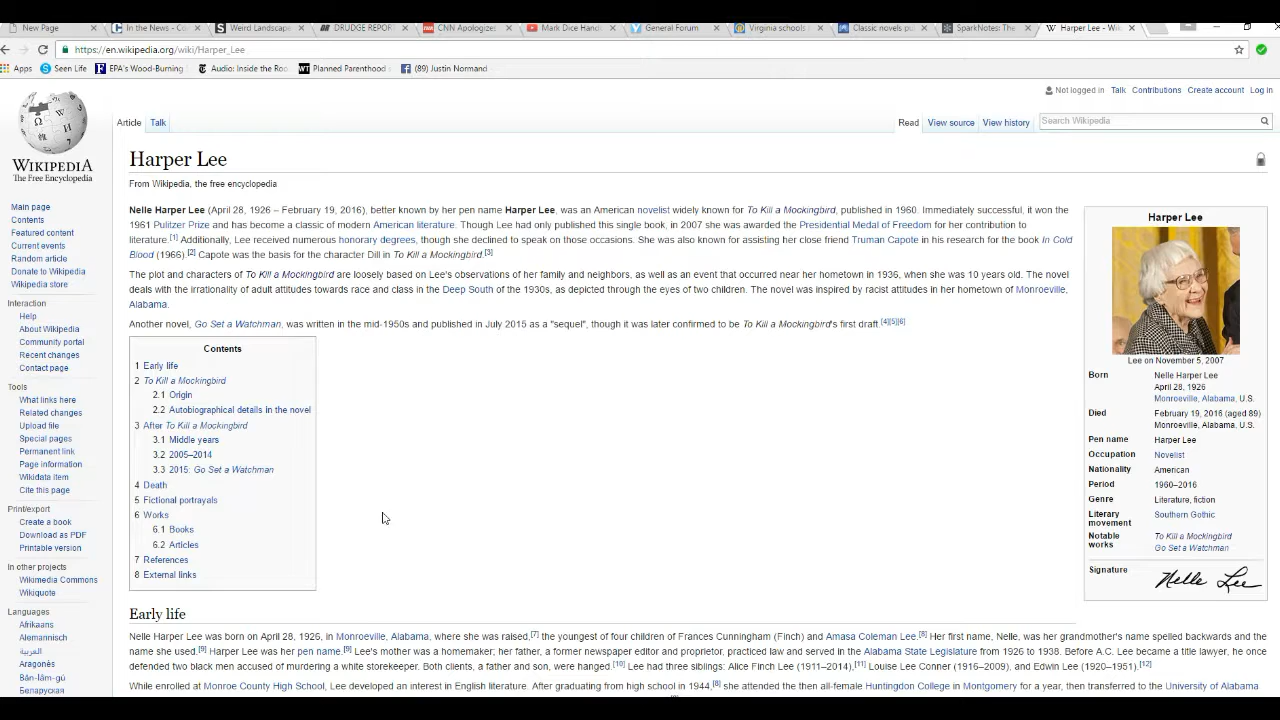 New Page
In the News - Co
Weird Landscap
DRUDGE REPORT
CNN Apologizes
Mark Dice Handi
General Forum
Virginia schools
Classic novels pu
SparkNotes: The
Harper Lee - Wik
https://en.wikipedia.org/wiki/Harper_Lee
Apps
Seen Life
EPA's Wood-Burning
Audio: Inside the Roo
Planned Parenthood
(89) Justin Normand
Not logged in Talk Contributions Create account Log in
Article Talk
Read View source View history
Search Wikipedia
WIKIPEDIA
The Free Encyclopedia
Main page
Contents
Featured content
Current events
Random article
Donate to Wikipedia
Wikipedia store
Interaction
Help
About Wikipedia
Community portal
Recent changes
Contact page
Tools
What links here
Related changes
Upload file
Special pages
Permanent link
Page information
Wikidata item
Cite this page
Print/export
Create a book
Download as PDF
Printable version
In other projects
Wikimedia Commons
Wikiquote
Languages
Afrikaans
Alemannisch
العربية
Aragonés
Bân-lâm-gú
Беларуская
Harper Lee
From Wikipedia, the free encyclopedia
Nelle Harper Lee (April 28, 1926 – February 19, 2016), better known by her pen name Harper Lee, was an American novelist widely known for To Kill a Mockingbird, published in 1960. Immediately successful, it won the
1961 Pulitzer Prize and has become a classic of modern American literature. Though Lee had only published this single book, in 2007 she was awarded the Presidential Medal of Freedom for her contribution to
literature.[1] Additionally, Lee received numerous honorary degrees, though she declined to speak on those occasions. She was also known for assisting her close friend Truman Capote in his research for the book In Cold
Blood (1966).[2] Capote was the basis for the character Dill in To Kill a Mockingbird.[3]
The plot and characters of To Kill a Mockingbird are loosely based on Lee's observations of her family and neighbors, as well as an event that occurred near her hometown in 1936, when she was 10 years old. The novel
deals with the irrationality of adult attitudes towards race and class in the Deep South of the 1930s, as depicted through the eyes of two children. The novel was inspired by racist attitudes in her hometown of Monroeville,
Alabama.
Another novel, Go Set a Watchman, was written in the mid-1950s and published in July 2015 as a "sequel", though it was later confirmed to be To Kill a Mockingbird's first draft.[4][5][6]
Contents
1 Early life
2 To Kill a Mockingbird
2.1 Origin
2.2 Autobiographical details in the novel
3 After To Kill a Mockingbird
3.1 Middle years
3.2 2005–2014
3.3 2015: Go Set a Watchman
4 Death
5 Fictional portrayals
6 Works
6.1 Books
6.2 Articles
7 References
8 External links
Early life
Nelle Harper Lee was born on April 28, 1926, in Monroeville, Alabama, where she was raised,[7] the youngest of four children of Frances Cunningham (Finch) and Amasa Coleman Lee.[8] Her first name, Nelle, was her grandmother's name spelled backwards and the
name she used.[9] Harper Lee was her pen name.[9] Lee's mother was a homemaker; her father, a former newspaper editor and proprietor, practiced law and served in the Alabama State Legislature from 1926 to 1938. Before A.C. Lee became a title lawyer, he once
defended two black men accused of murdering a white storekeeper. Both clients, a father and son, were hanged.[10] Lee had three siblings: Alice Finch Lee (1911–2014),[11] Louise Lee Conner (1916–2009), and Edwin Lee (1920–1951).[12]
While enrolled at Monroe County High School, Lee developed an interest in English literature. After graduating from high school in 1944,[8] she attended the then all-female Huntingdon College in Montgomery for a year, then transferred to the University of Alabama
Harper Lee
Lee on November 5, 2007
Born Nelle Harper Lee
April 28, 1926
Monroeville, Alabama, U.S.
Died February 19, 2016 (aged 89)
Monroeville, Alabama, U.S.
Pen name Harper Lee
Occupation Novelist
Nationality American
Period 1960–2016
Genre Literature, fiction
Literary movement Southern Gothic
Notable works To Kill a Mockingbird
Go Set a Watchman
Signature Nelle Lee